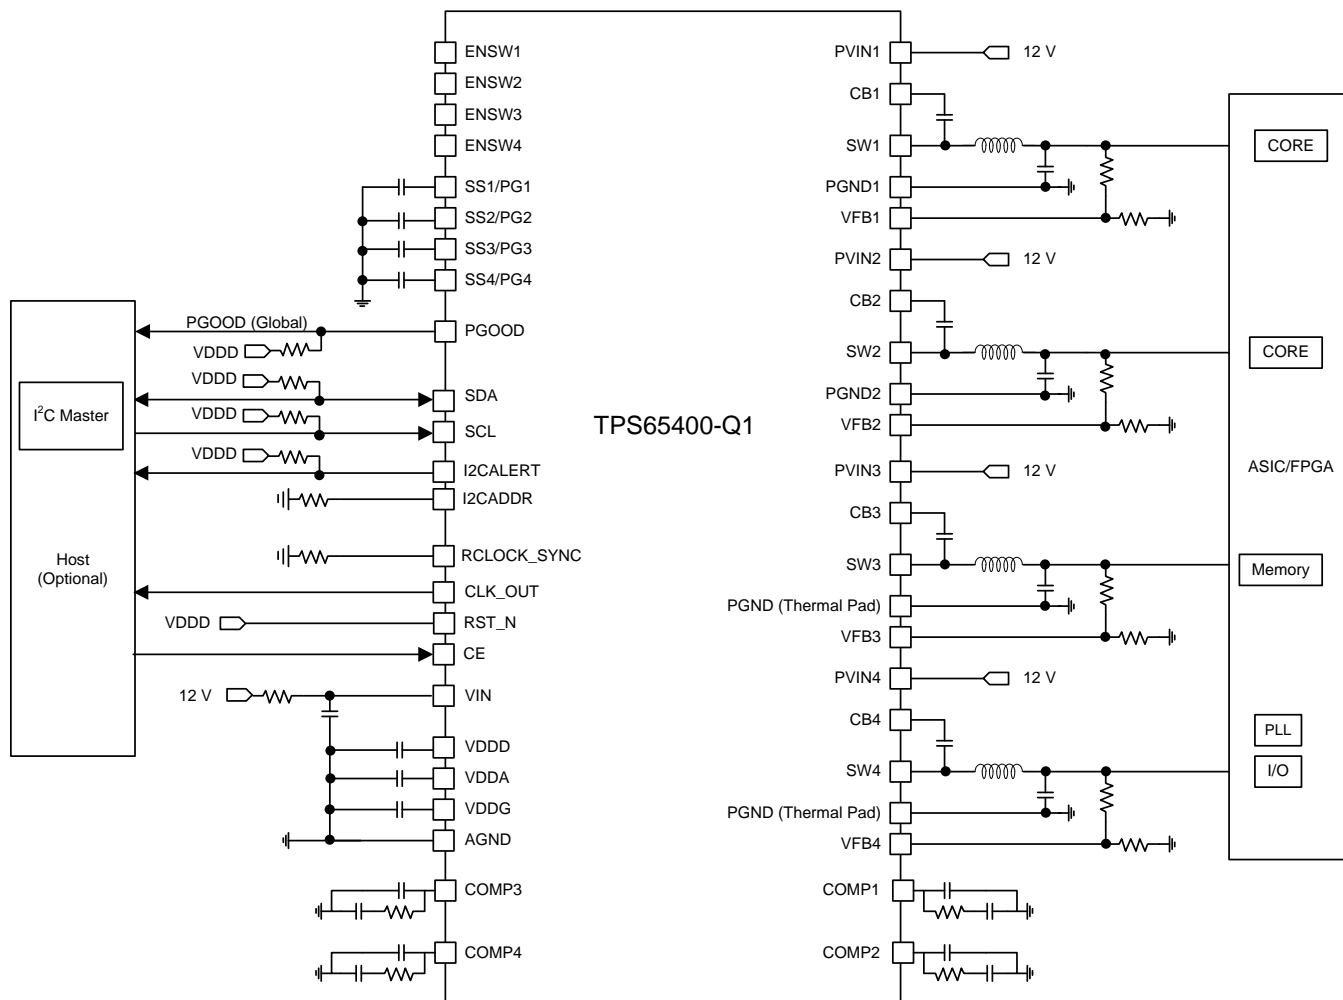 ENSW1
ENSW2
ENSW3
ENSW4
SS1/PG1
SS2/PG2
SS3/PG3
SS4/PG4
PGOOD (Global)
PGOOD
VDDD
VDDD
SDA
VDDD
SCL
VDDD
I2CALERT
I2CADDR
I²C Master
Host
(Optional)
RCLOCK_SYNC
CLK_OUT
VDDD
RST_N
CE
12 V
VIN
VDDD
VDDA
VDDG
AGND
COMP3
COMP4
TPS65400-Q1
PVIN1
12 V
CB1
SW1
PGND1
VFB1
PVIN2
12 V
CB2
SW2
PGND2
VFB2
PVIN3
12 V
CB3
SW3
PGND (Thermal Pad)
VFB3
PVIN4
12 V
CB4
SW4
PGND (Thermal Pad)
VFB4
COMP1
COMP2
CORE
CORE
ASIC/FPGA
Memory
PLL
I/O